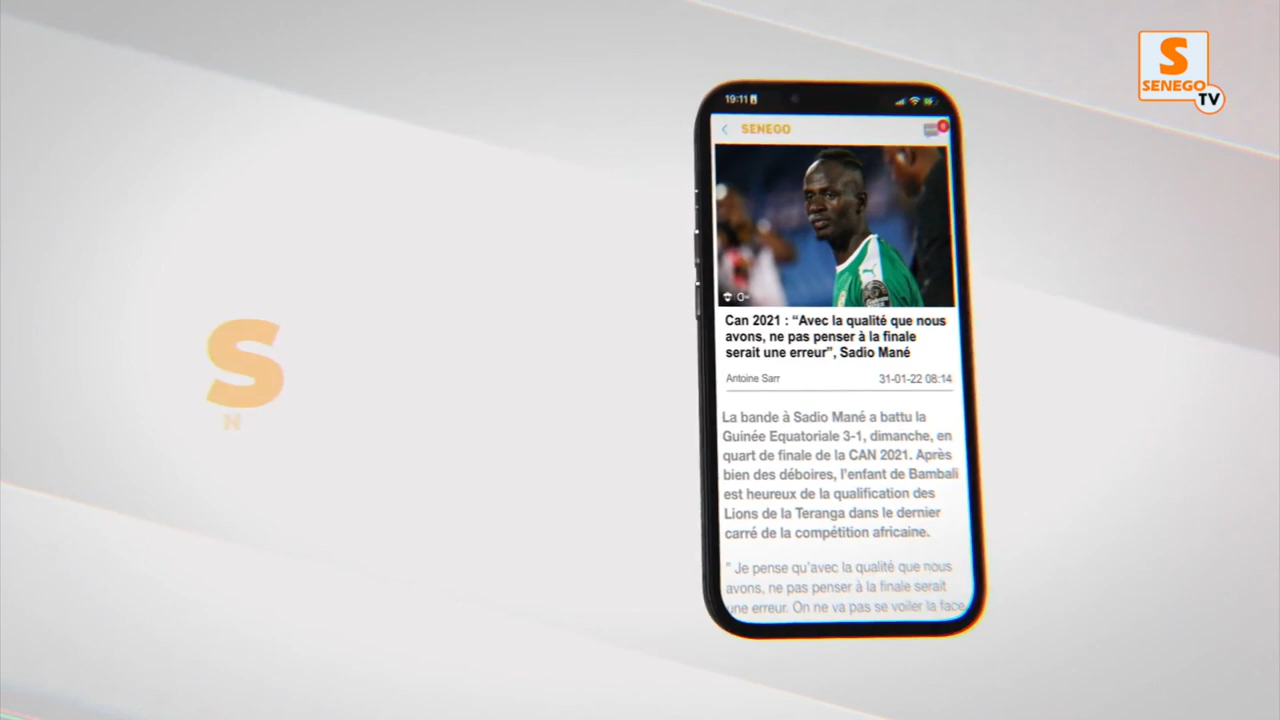 S
SENEGO
TV
19:11
SENEGO
Can 2021 : “Avec la qualité que nous
avons, ne pas penser à la finale
serait une erreur”, Sadio Mané
Antoine Sarr
31-01-22 08:14
La bande à Sadio Mané a battu la
Guinée Equatoriale 3-1, dimanche, en
quart de finale de la CAN 2021. Après
bien des déboires, l'enfant de Bambali
est heureux de la qualification des
Lions de la Teranga dans le dernier
carré de la compétition africaine.
" Je pense qu'avec la qualité que nous
avons, ne pas penser à la finale serait
une erreur. On ne va pas se voiler la face
S
N